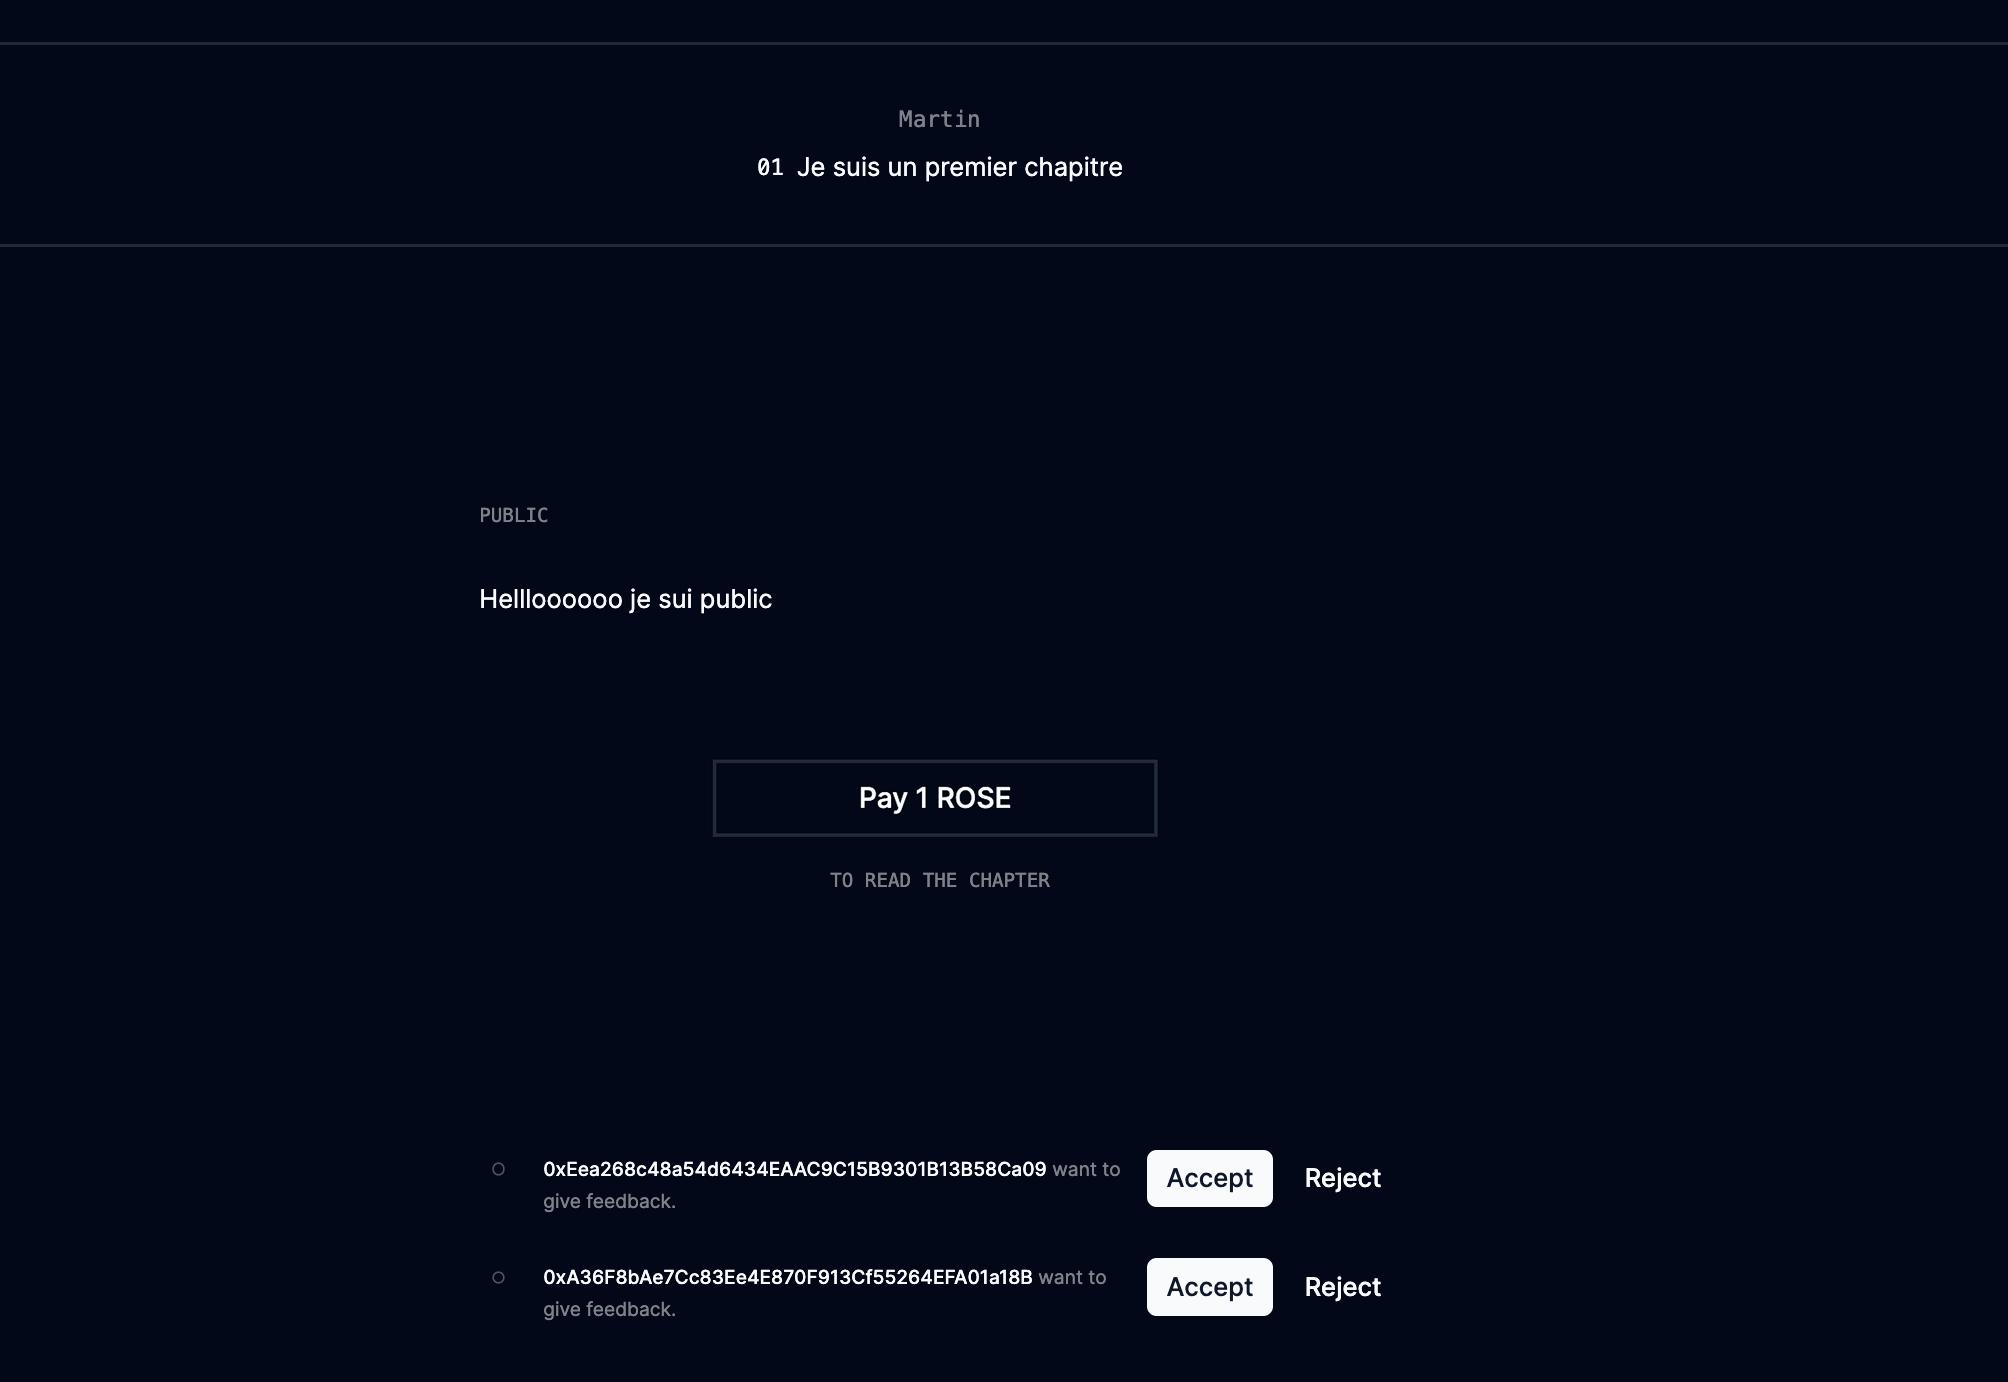 Martin
01 Je suis un premier chapitre
PUBLIC
Hellloooooo je sui public
Pay 1 ROSE
TO READ THE CHAPTER
0xEea268c48a54d6434EAAC9C15B9301B13B58Ca09 want to
give feedback.
Accept
Reject
0xA36F8bAe7Cc83Ee4E870F913Cf55264EFA01a18B want to
give feedback.
Accept
Reject